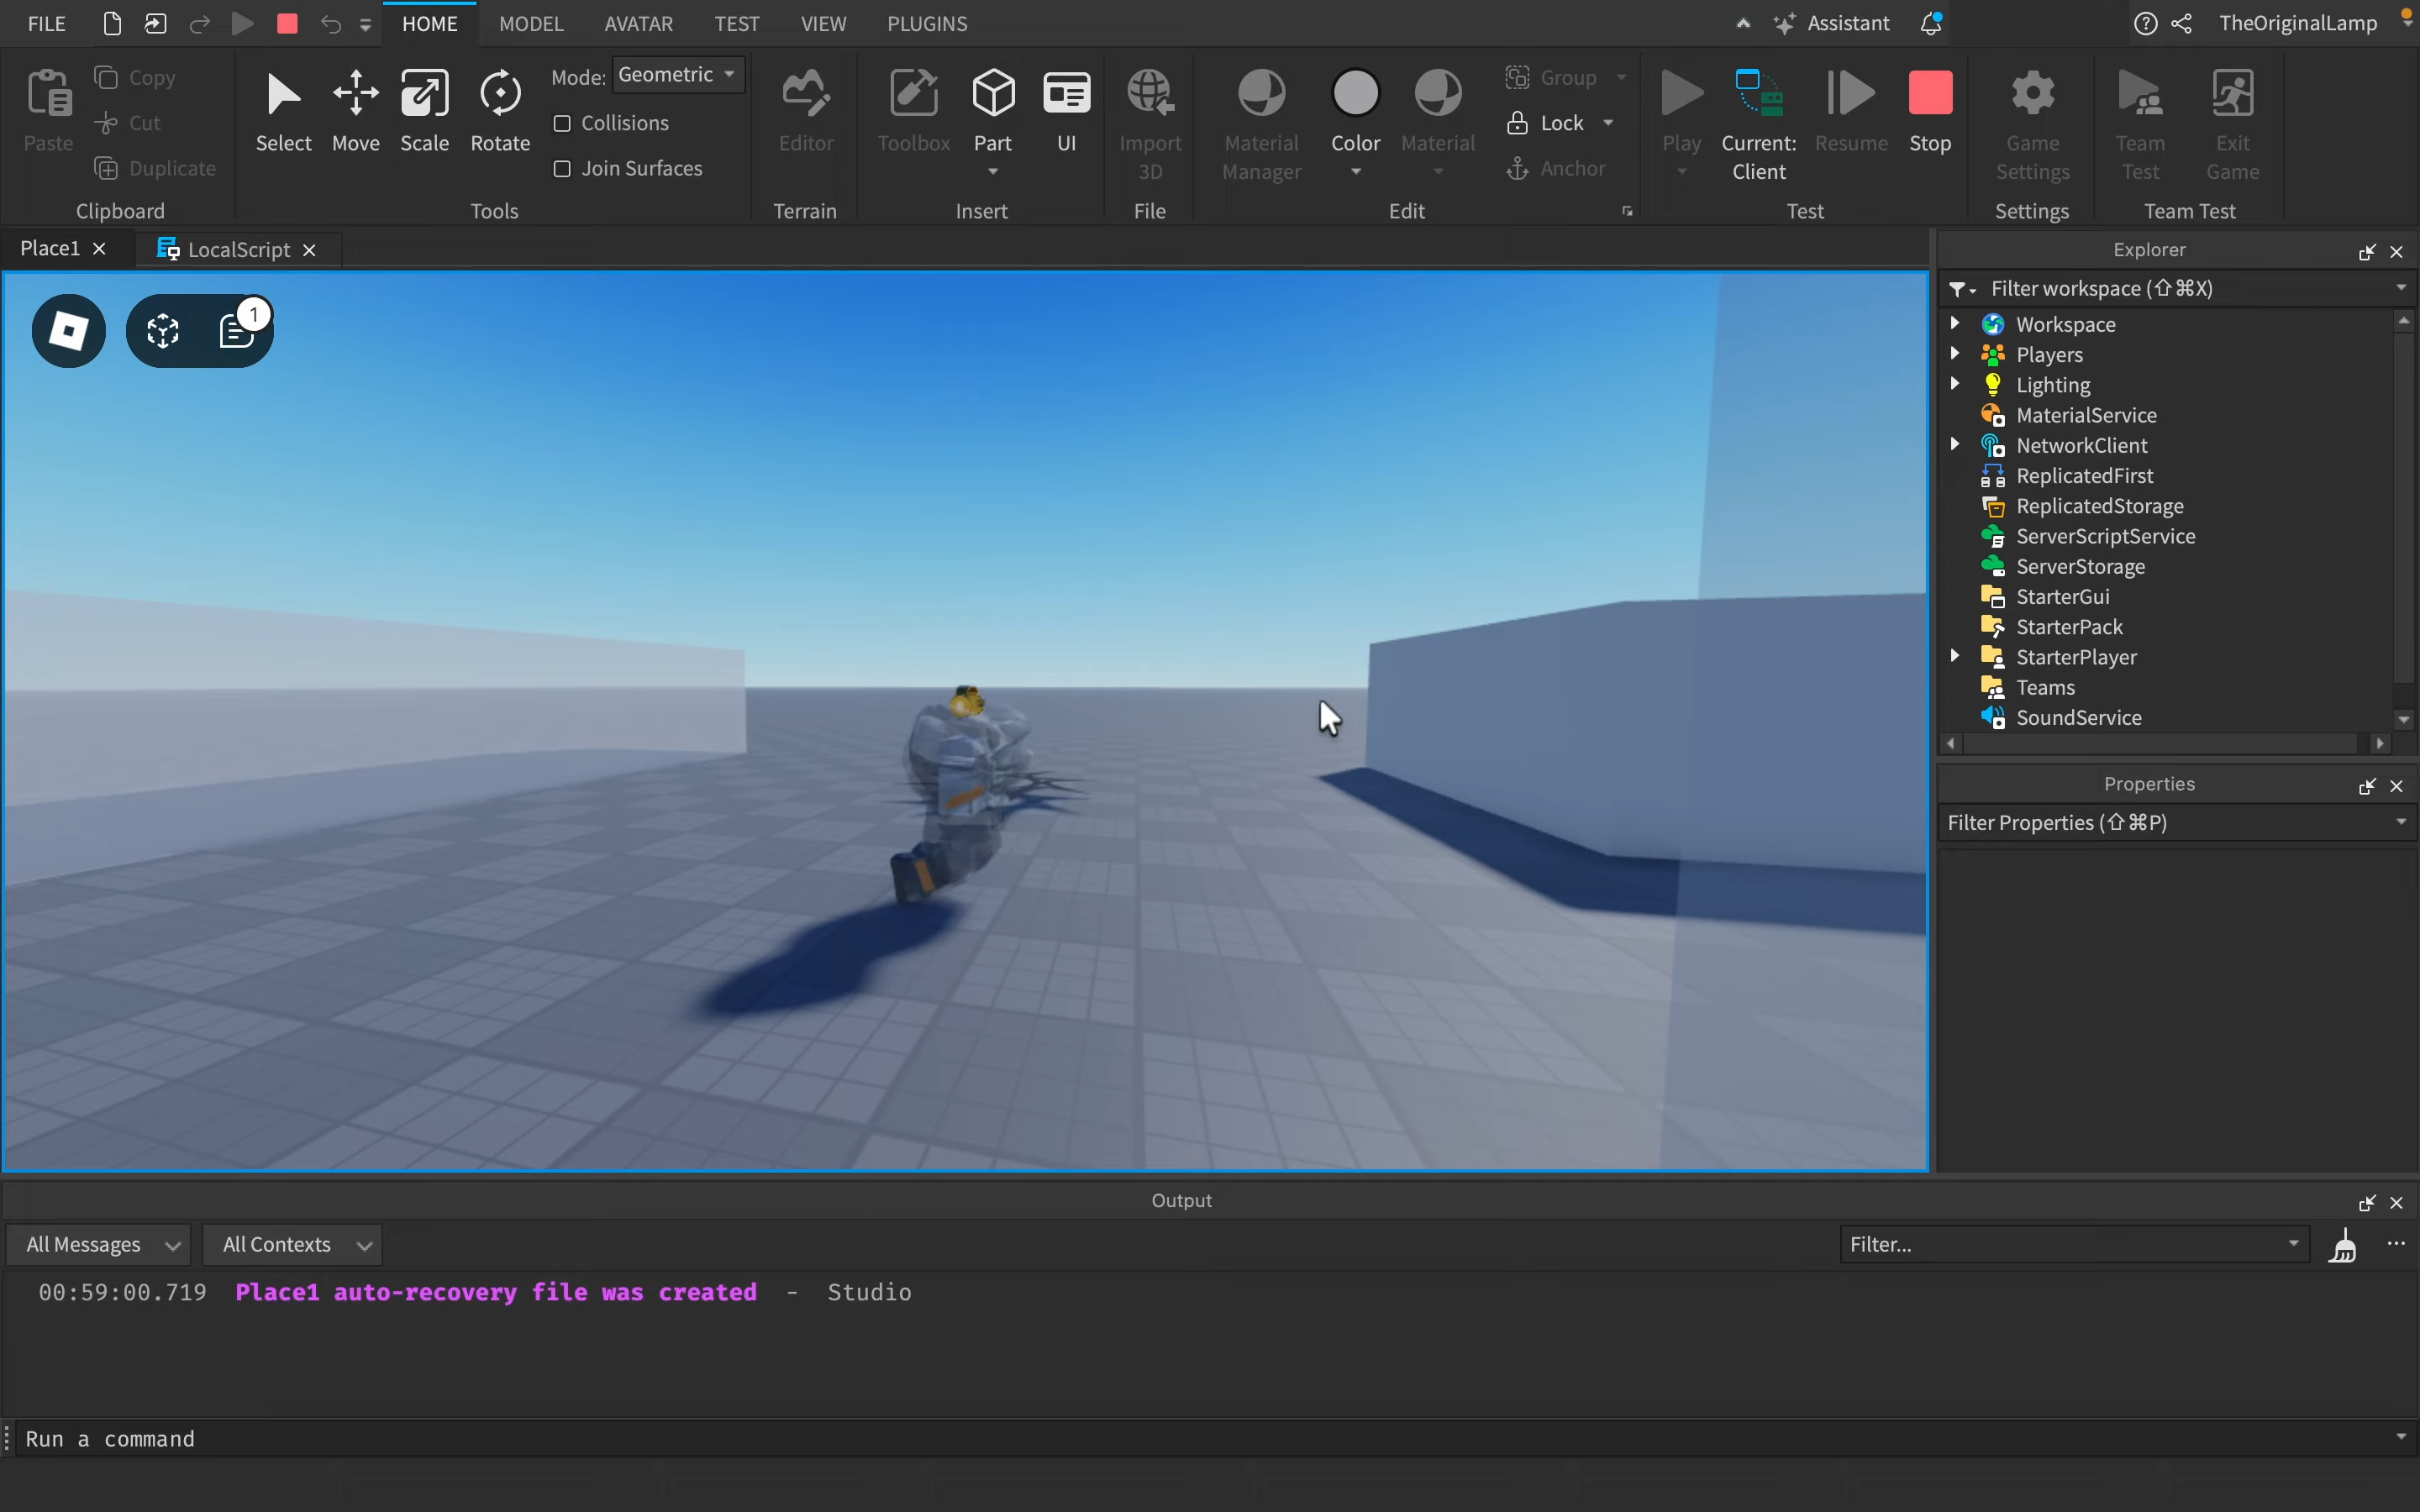 FILE HOME MODEL AVATAR TEST VIEW PLUGINS Assistant TheOriginalLamp
Paste Copy Cut Duplicate
Clipboard
Select Move Scale Rotate
Mode: Geometric
Collisions
Join Surfaces
Tools
Editor
Terrain
Toolbox Part UI
Insert
Import
3D
File
Material
Manager
Color Material
Group
Lock
Anchor
Edit
Play
Current:
Client
Resume Stop
Test
Game
Settings
Settings
Team
Test
Exit
Game
Team Test
Place1 LocalScript
1
Explorer
Filter workspace (⇧⌘X)
Workspace
Players
Lighting
MaterialService
NetworkClient
ReplicatedFirst
ReplicatedStorage
ServerScriptService
ServerStorage
StarterGui
StarterPack
StarterPlayer
Teams
SoundService
Properties
Filter Properties (⇧⌘P)
Output
All Messages All Contexts Filter...
00:59:00.719 Place1 auto-recovery file was created - Studio
Run a command